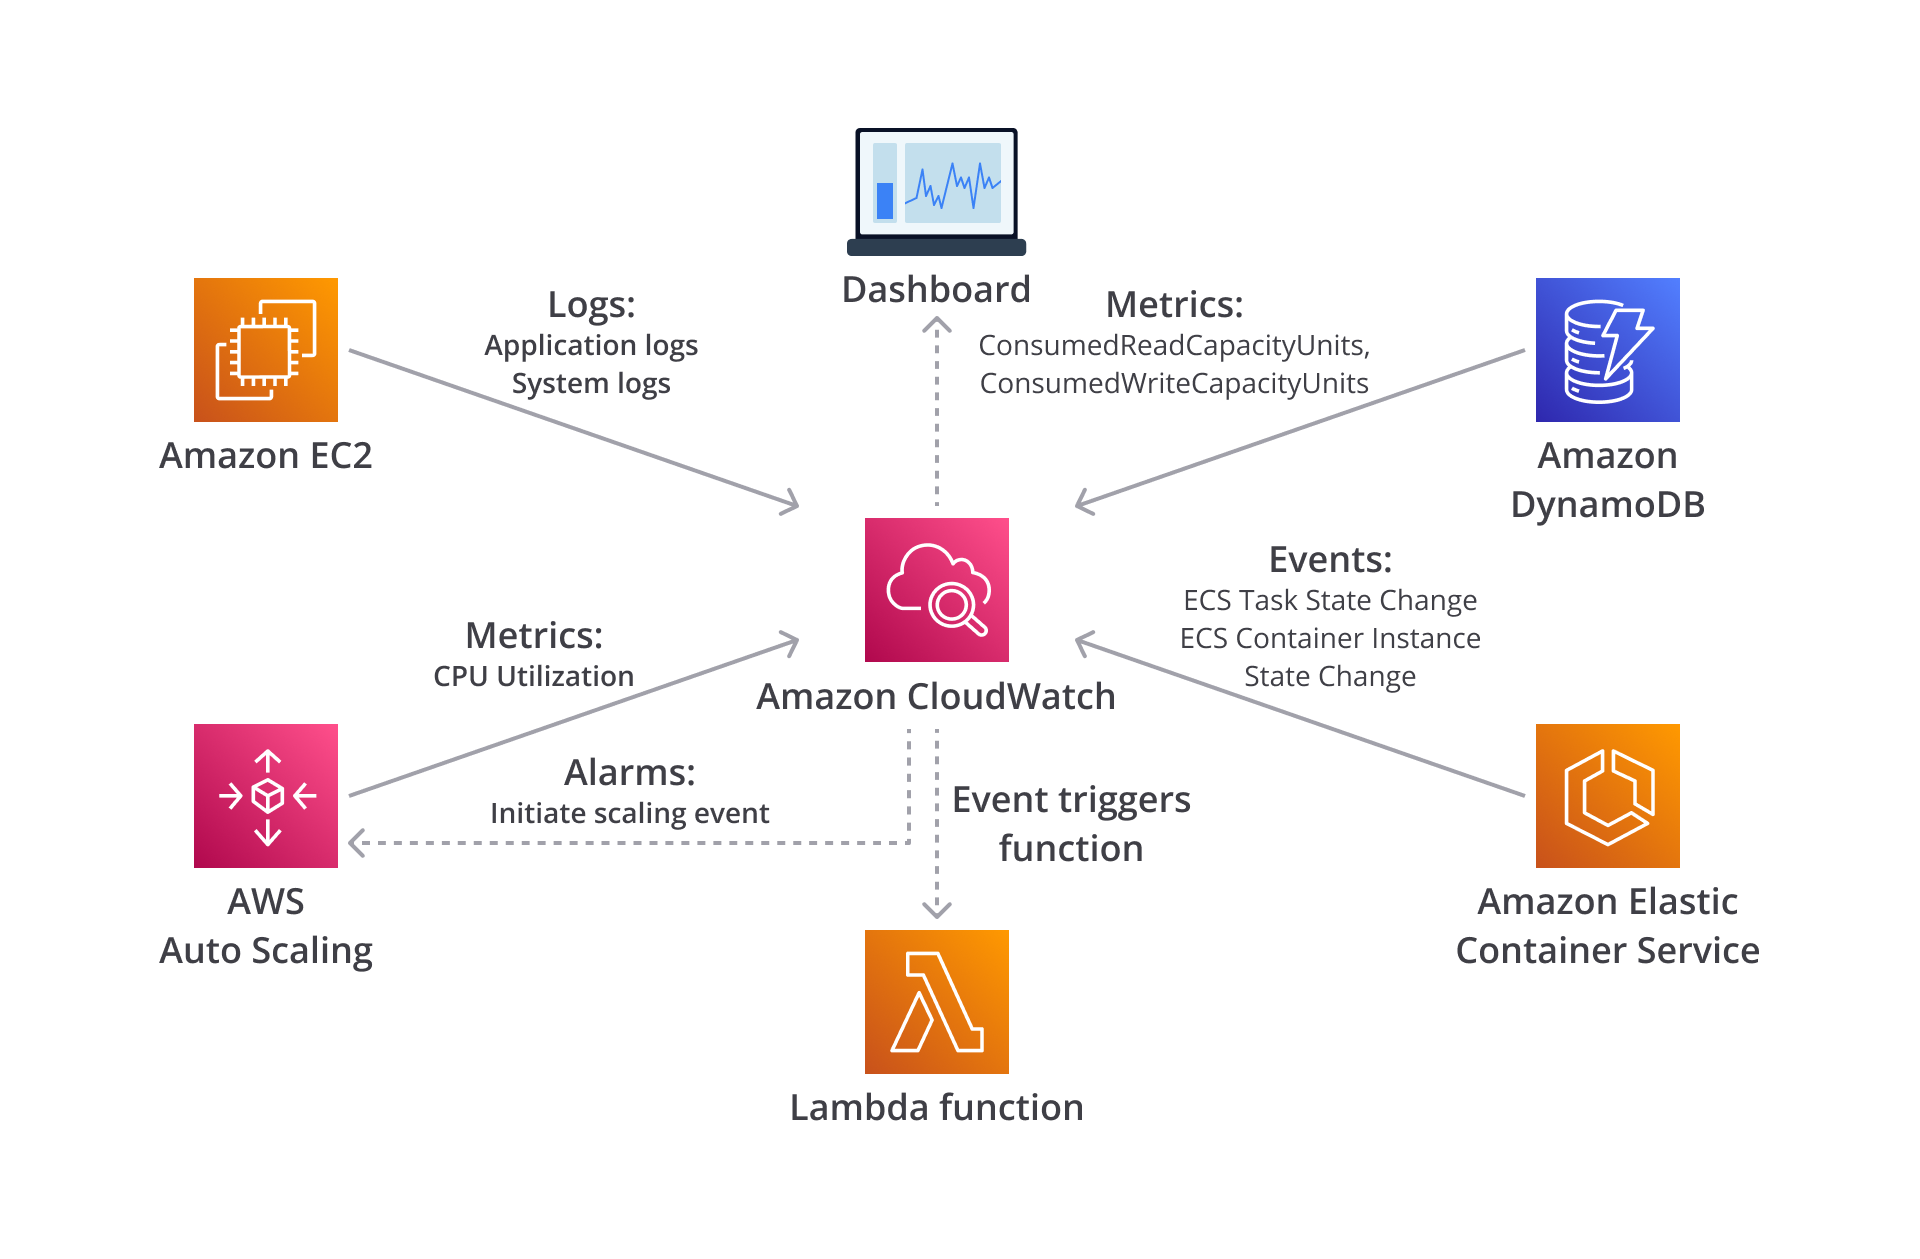 Dashboard
Logs:
Application logs
System logs
Metrics:
ConsumedReadCapacityUnits,
ConsumedWriteCapacityUnits
Amazon EC2
Amazon
DynamoDB
Events:
ECS Task State Change
ECS Container Instance
State Change
Metrics:
CPU Utilization
Amazon CloudWatch
Alarms:
Initiate scaling event
Event triggers
function
AWS
Auto Scaling
Amazon Elastic
Container Service
Lambda function